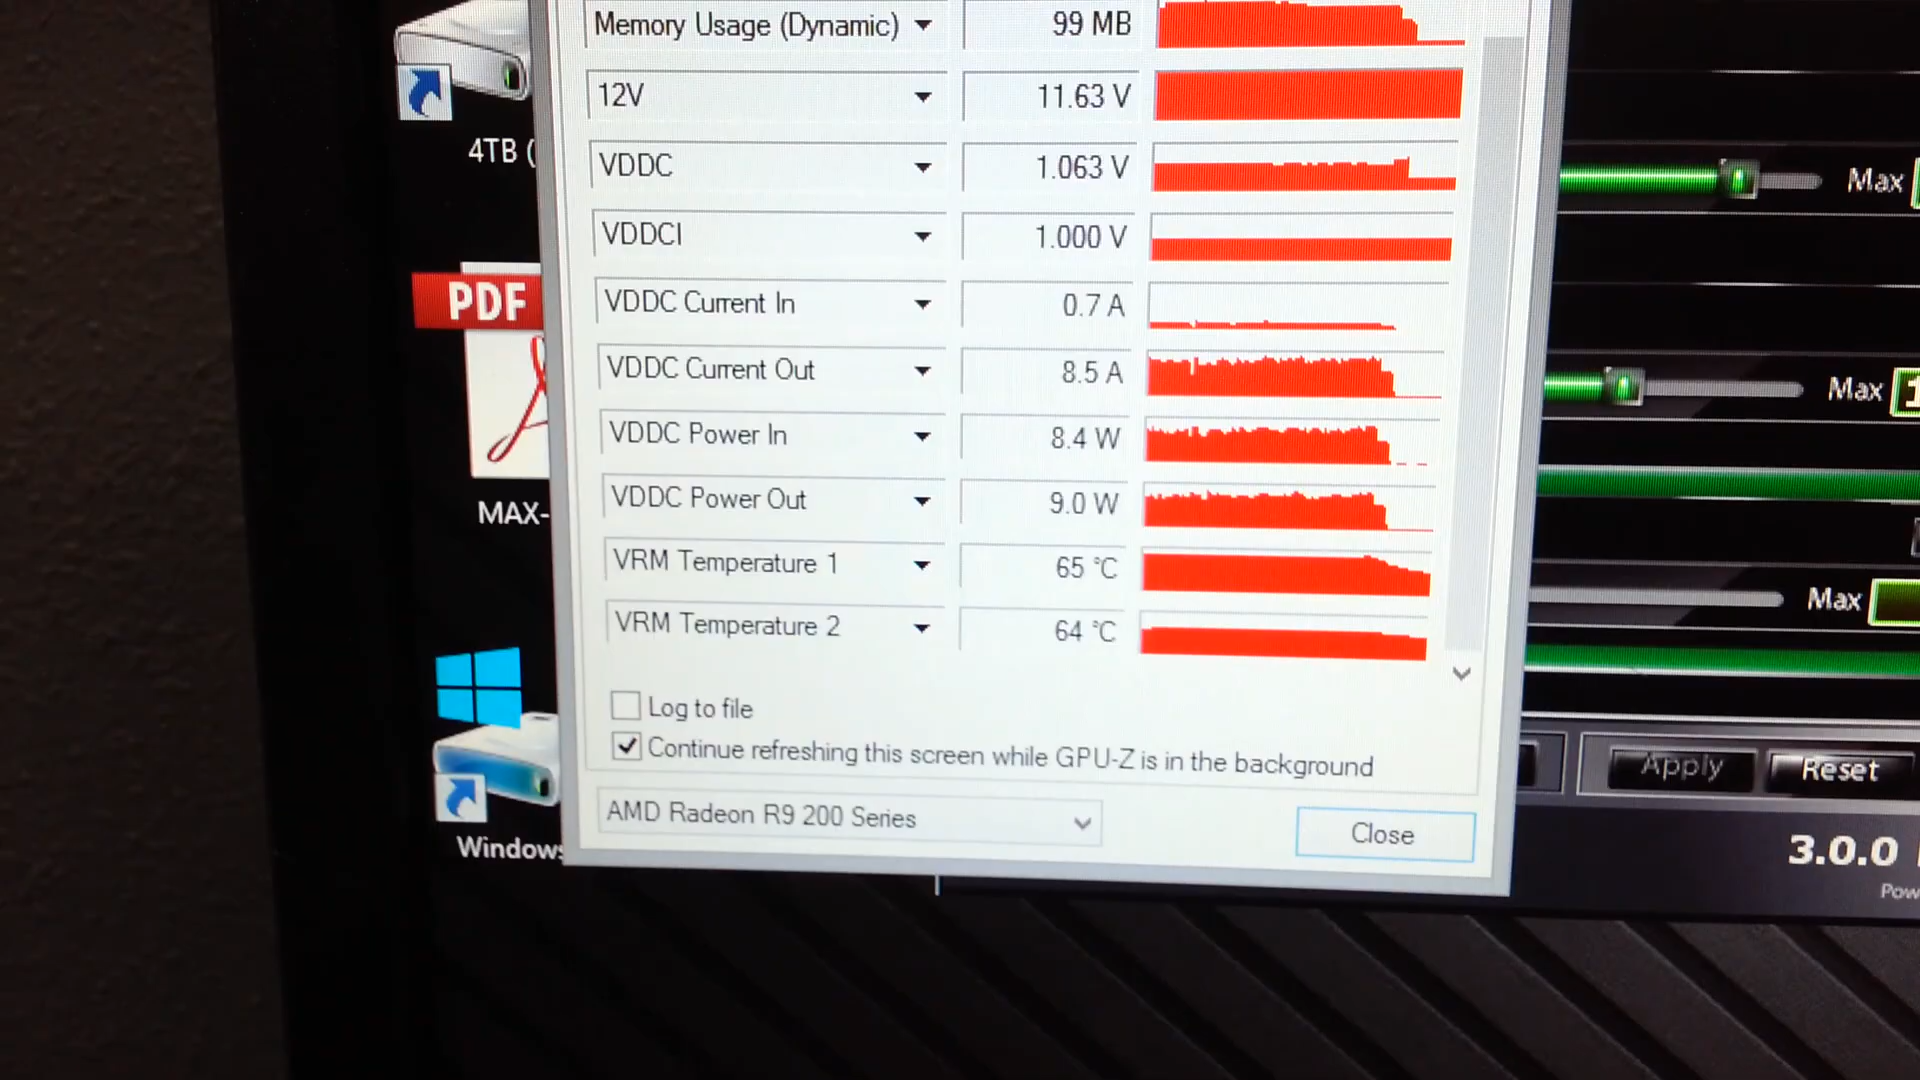 Memory Usage (Dynamic) 99 MB
12V 11.63 V
VDDC 1.063 V
VDDCI 1.000 V
VDDC Current In 0.7 A
VDDC Current Out 8.5 A
VDDC Power In 8.4 W
VDDC Power Out 9.0 W
VRM Temperature 1 65 °C
VRM Temperature 2 64 °C
Log to file
Continue refreshing this screen while GPU-Z is in the background
AMD Radeon R9 200 Series
Close
4TB (
PDF
MAX-
Windows
Max
Max
Max
Apply
Reset
3.0.0
Pow